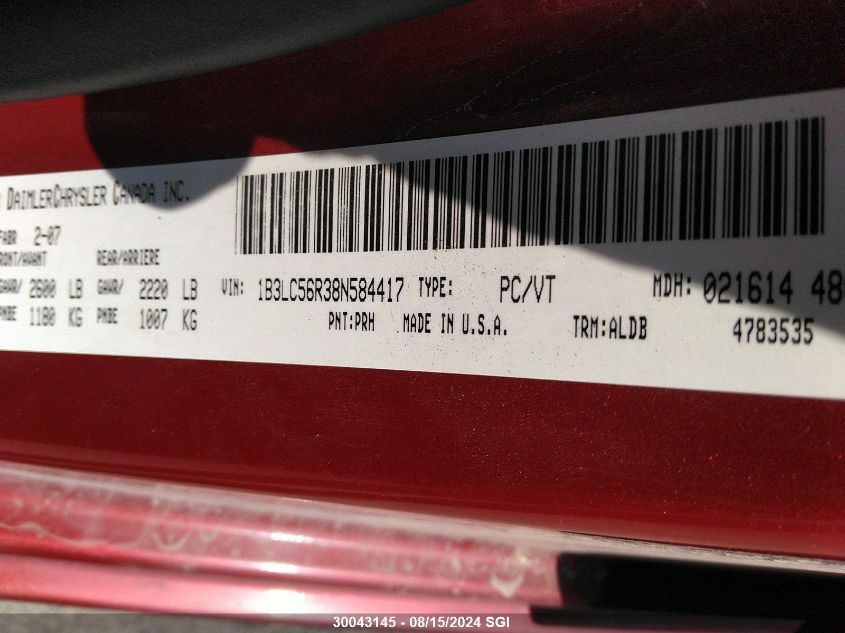 DAIMLERCHRYSLER CANADA INC.
FABR 2-07
RONT/AVANT REAR/ARRIERE
GAWR/ 2600 LB GAWR/ 2220 LB VIN: 1B3LC56R38N584417 TYPE: PC/VT MDH: 021614 48
PNBE 1180 KG PNBE 1007 KG PNT:PRH MADE IN U.S.A. TRM:ALDB 4783535
30043145 - 08/15/2024 SGI